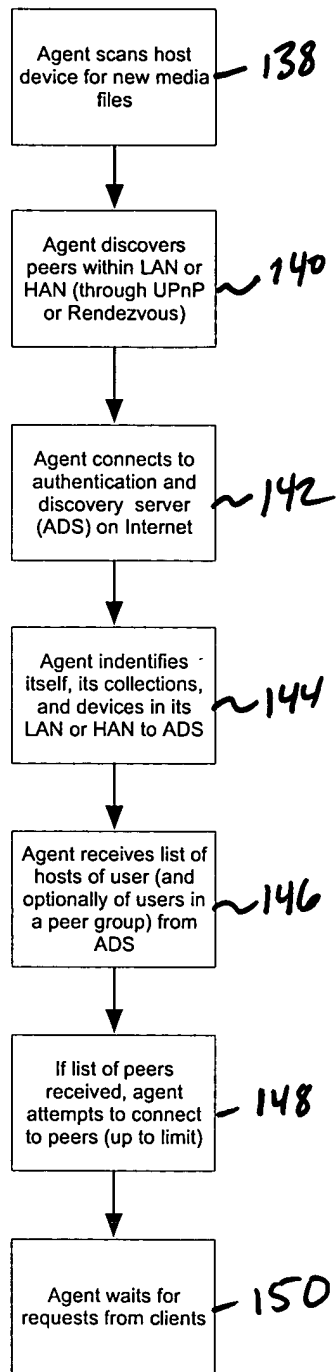 Agent scans host
device for new media
files
138
Agent discovers
peers within LAN or
HAN (through UPnP
or Rendezvous)
140
Agent connects to
authentication and
discovery server
(ADS) on Internet
142
Agent indentifies
itself, its collections,
and devices in its
LAN or HAN to ADS
144
Agent receives list of
hosts of user (and
optionally of users in
a peer group) from
ADS
146
If list of peers
received, agent
attempts to connect
to peers (up to limit)
148
Agent waits for
requests from clients
150